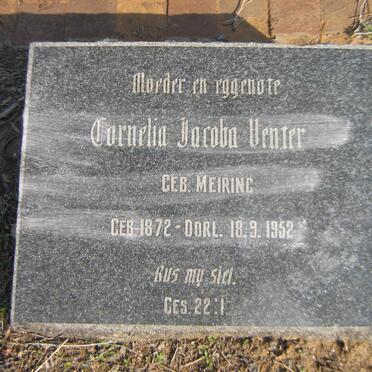 Moeder en eggenote
Cornelia Jacoba Venter
GEB. MEIRING
GEB 1872 - OORL. 18.9.1952
Rus my siel.
GES. 22:1.